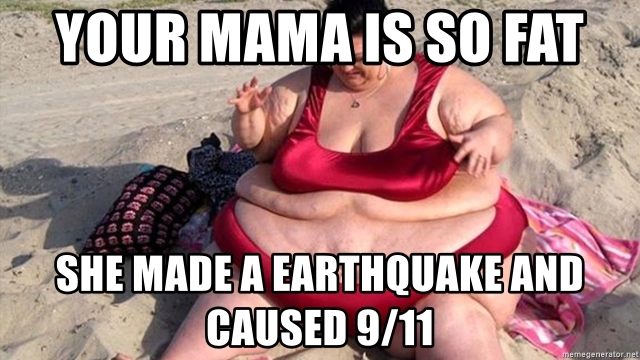 YOUR MAMA IS SO FAT
SHE MADE A EARTHQUAKE AND
CAUSED 9/11
memegenerator.net